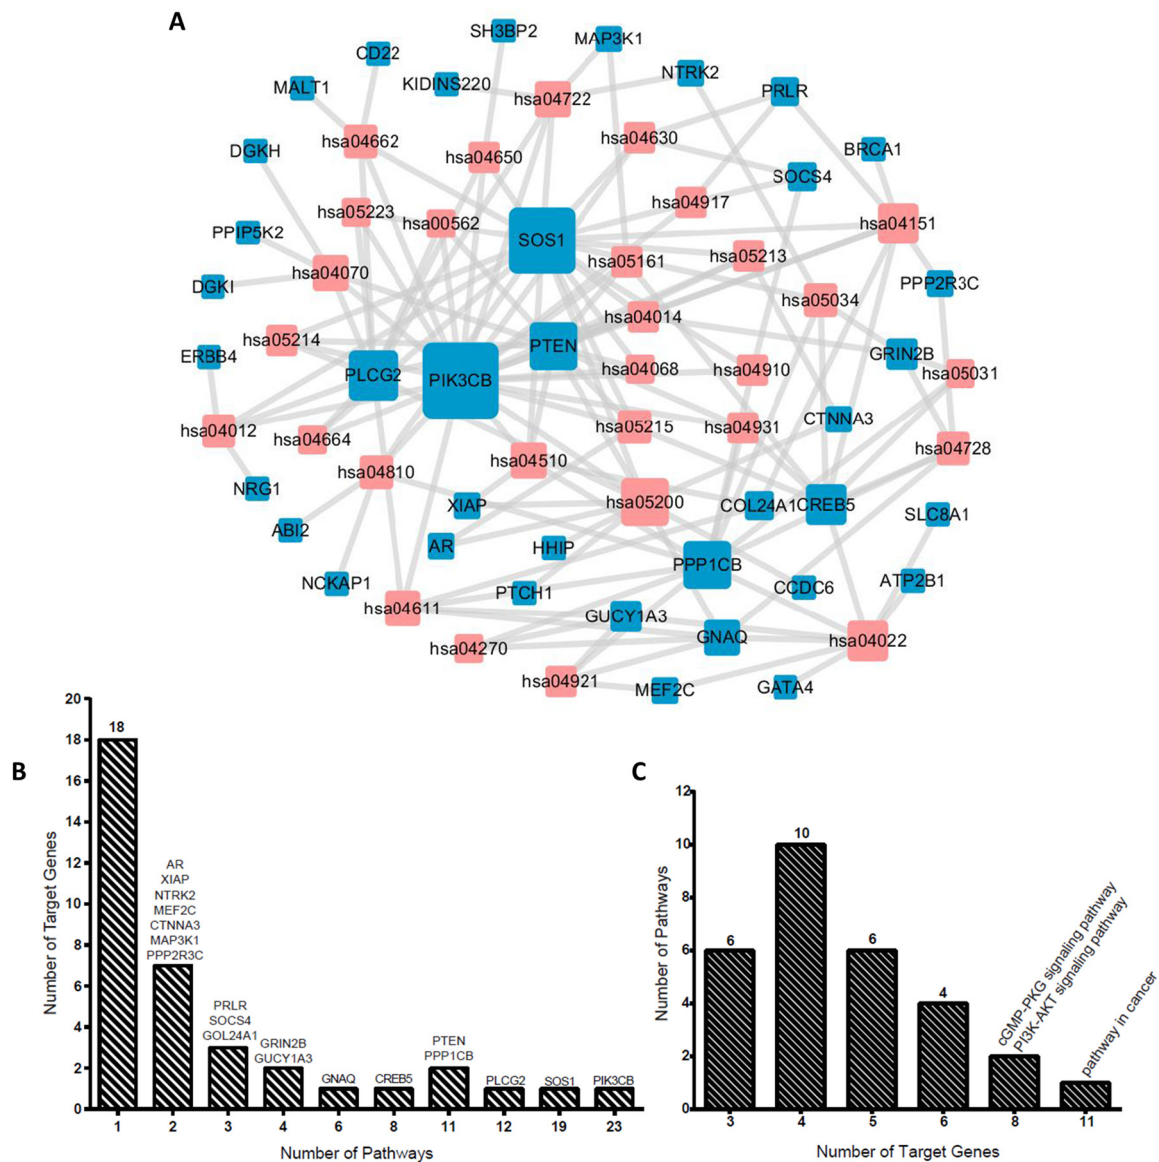 A
SH3BP2
MAP3K1
CD22
NTRK2
MALT1
KIDINS220
PRLR
hsa04722
hsa04662
hsa04630
DGKH
hsa04650
BRCA1
SOCS4
hsa05223
hsa00562
hsa04917
hsa04151
PPIP5K2
SOS1
hsa05161
hsa05213
hsa04070
DGKI
PPP2R3C
hsa05034
hsa04014
hsa05214
PTEN
ERBB4
GRIN2B
PLCG2
PIK3CB
hsa04068
hsa04910
hsa05031
hsa04012
hsa04664
hsa05215
hsa04931
CTNNA3
hsa04728
hsa04810
hsa04510
NRG1
XIAP
hsa05200
COL24A1
CREB5
SLC8A1
ABI2
AR
HHIP
PPP1CB
NCKAP1
PTCH1
CCDC6
ATP2B1
hsa04611
GUCY1A3
GNAQ
hsa04270
hsa04022
hsa04921
MEF2C
GATA4
B
Number of Target Genes
20
18
16
14
12
10
8
6
4
2
0
18
AR
XIAP
NTRK2
MEF2C
CTNNA3
MAP3K1
PPP2R3C
PRLR
SOCS4
GOL24A1
GRIN2B
GUCY1A3
GNAQ
CREB5
PTEN
PPP1CB
PLCG2
SOS1
PIK3CB
1 2 3 4 6 8 11 12 19 23
Number of Pathways
C
Number of Pathways
12
10
8
6
4
2
0
6
10
6
4
cGMP-PKG signaling pathway
PI3K-AKT signaling pathway
pathway in cancer
3 4 5 6 8 11
Number of Target Genes